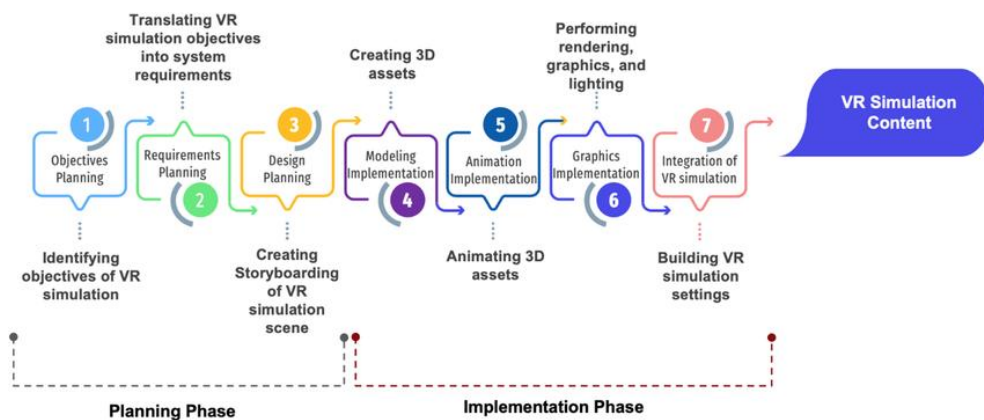 Translating VR
simulation objectives
into system
requirements
Creating 3D
assets
Performing
rendering,
graphics, and
lighting
1
Objectives
Planning
Requirements
Planning
2
3
Design
Planning
Modeling
Implementation
4
5
Animation
Implementation
Graphics
Implementation
6
7
Integration of
VR simulation
VR Simulation
Content
Identifying
objectives of VR
simulation
Creating
Storyboarding
of VR
simulation
scene
Animating 3D
assets
Building VR
simulation
settings
Planning Phase
Implementation Phase